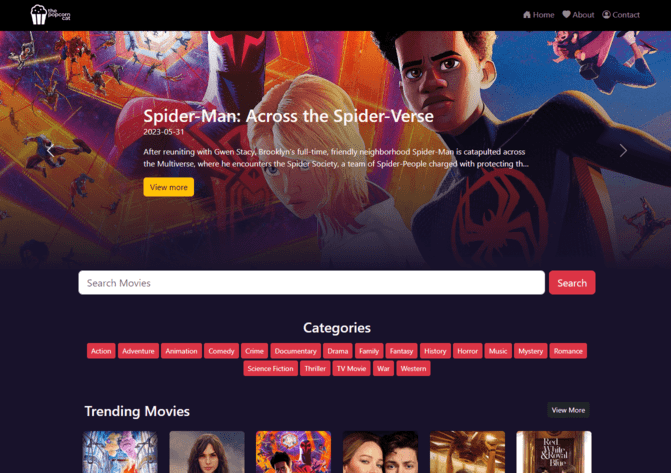 the
popcorn
cat
Home
About
Contact
Spider-Man: Across the Spider-Verse
2023-05-31
After reuniting with Gwen Stacy, Brooklyn's full-time, friendly neighborhood Spider-Man is catapulted across
the Multiverse, where he encounters the Spider Society, a team of Spider-People charged with protecting th...
View more
Search Movies
Search
Categories
Action Adventure Animation Comedy Crime Documentary Drama Family Fantasy History Horror Music Mystery Romance
Science Fiction Thriller TV Movie War Western
Trending Movies
View More
Red
White
& Royal
Blue